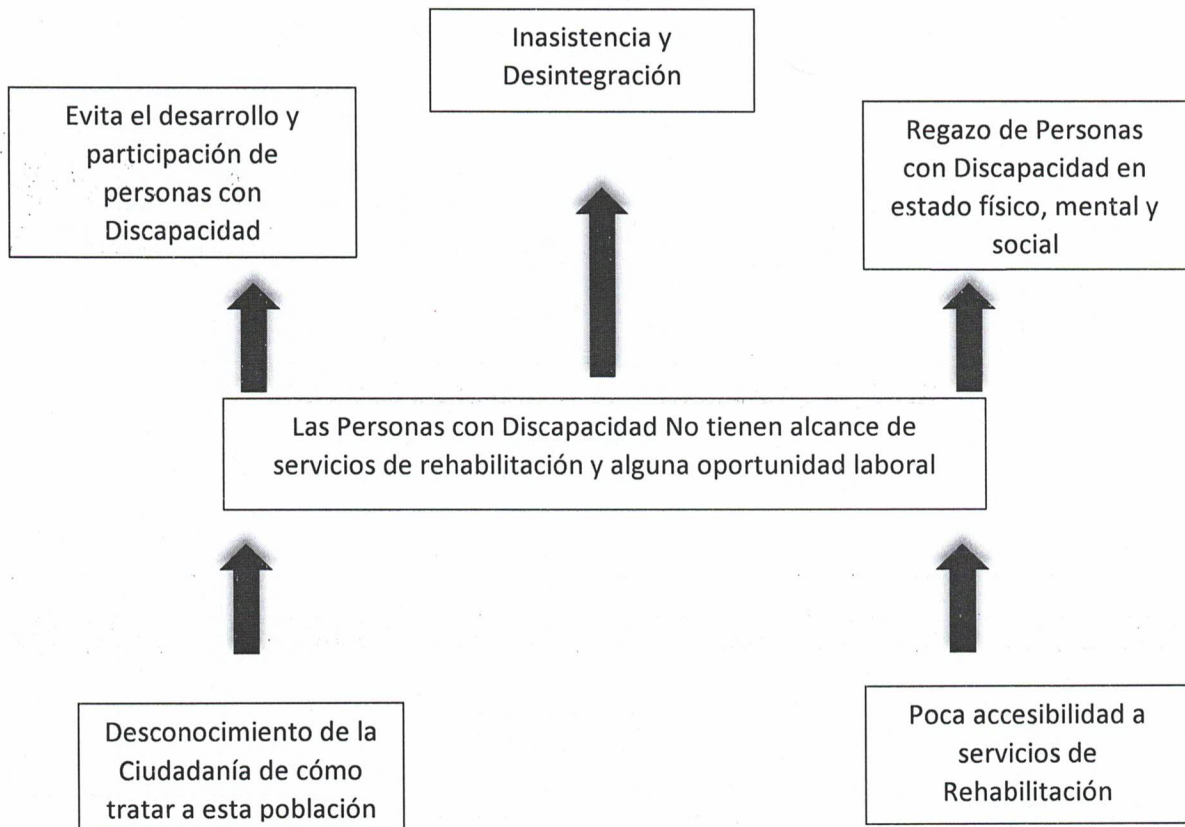 Inasistencia y
Desintegración
Evita el desarrollo y
participación de
personas con
Discapacidad
Regazo de Personas
con Discapacidad en
estado físico, mental y
social
Las Personas con Discapacidad No tienen alcance de
servicios de rehabilitación y alguna oportunidad laboral
Desconocimiento de la
Ciudadanía de cómo
tratar a esta población
Poca accesibilidad a
servicios de
Rehabilitación